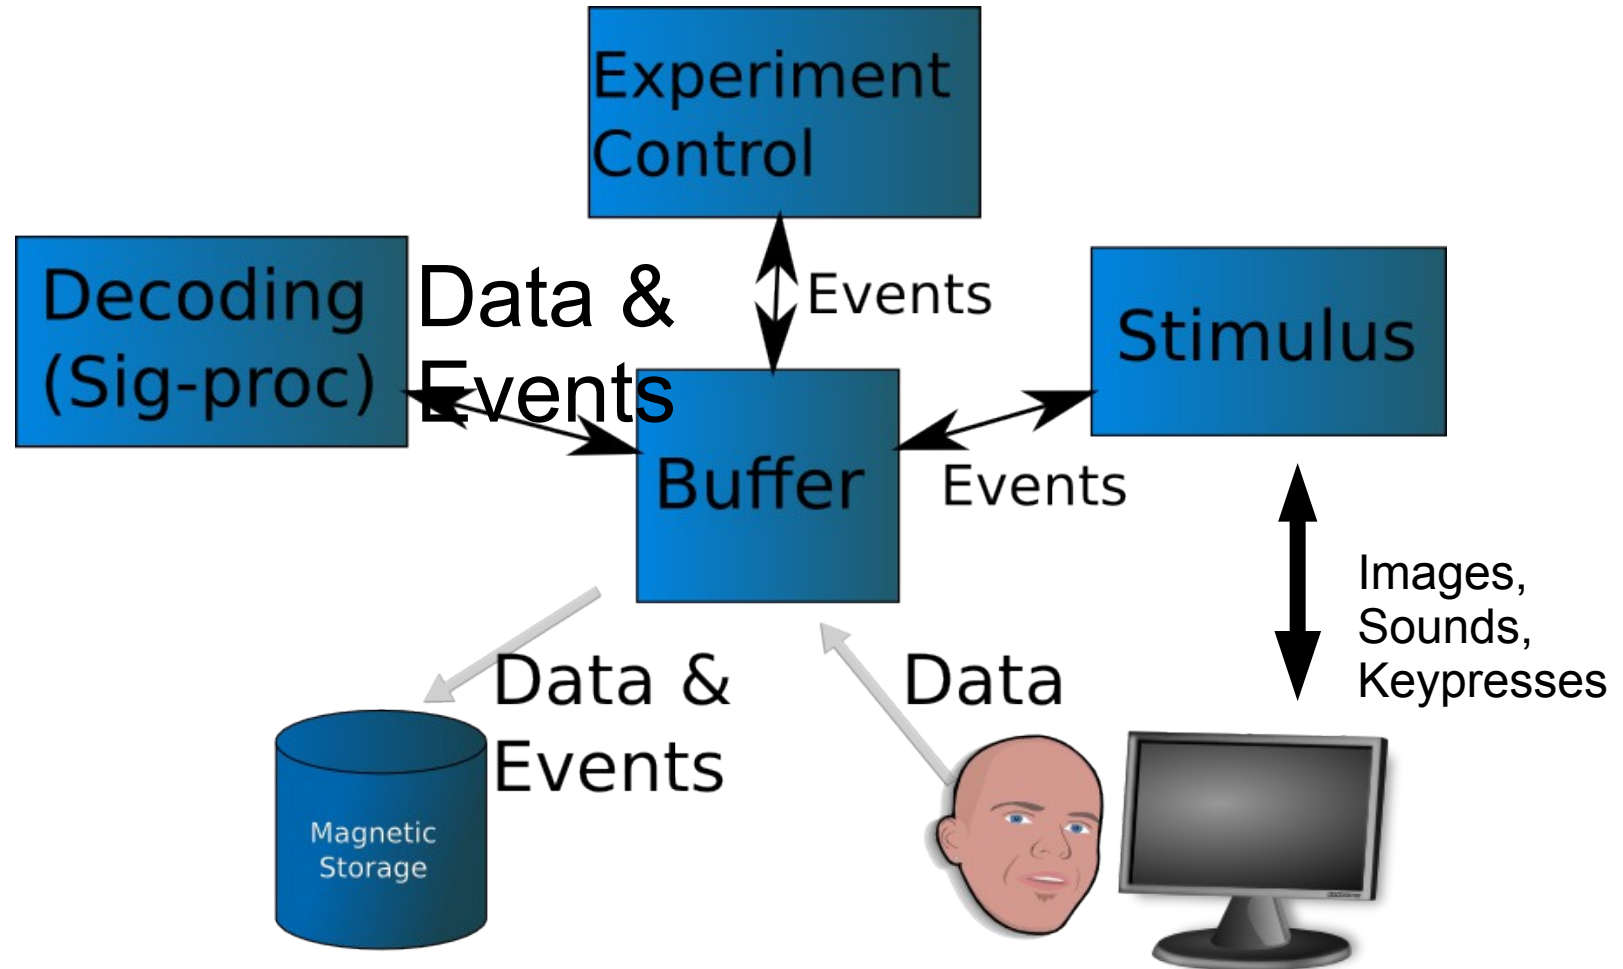 Experiment
Control
Decoding
(Sig-proc)
Data &
Events
Events
Stimulus
Buffer
Events
Images,
Sounds,
Keypresses
Data &
Events
Data
Magnetic
Storage